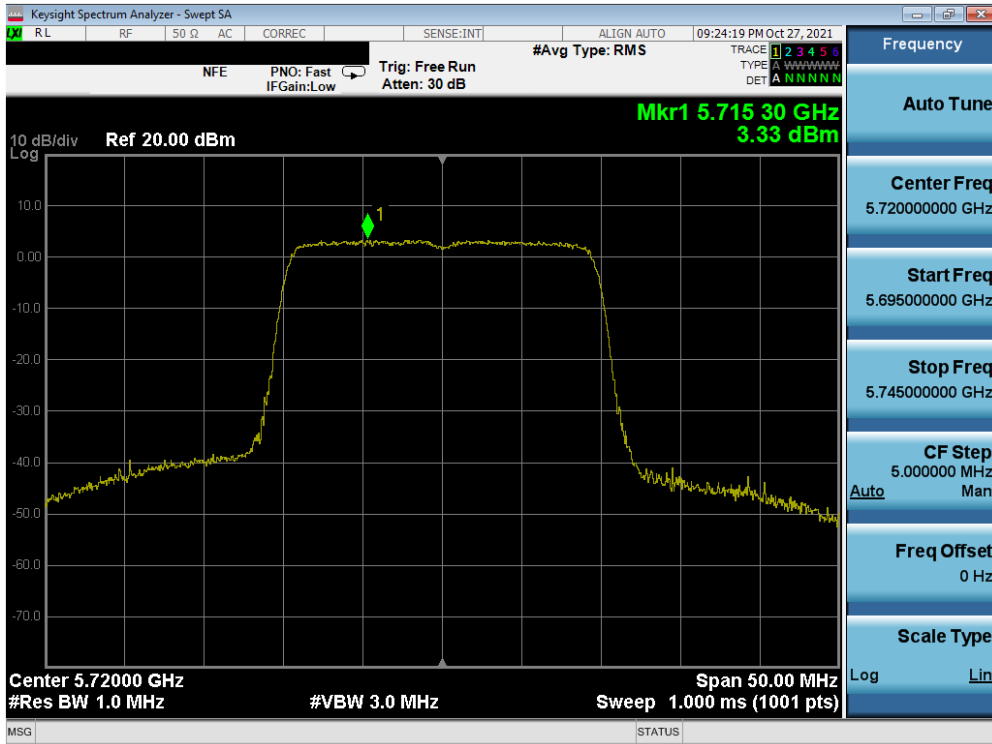 Keysight Spectrum Analyzer - Swept SA
LXI RL RF 50 Ω AC CORREC SENSE:INT ALIGN AUTO 09:24:19 PM Oct 27, 2021
NFE PNO: Fast IFGain:Low Trig: Free Run Atten: 30 dB #Avg Type: RMS
TRACE 1 2 3 4 5 6
TYPE A WWWWW
DET A N N N N N
Mkr1 5.715 30 GHz
3.33 dBm
10 dB/div Ref 20.00 dBm
Log
1
10.0
0.00
-10.0
-20.0
-30.0
-40.0
-50.0
-60.0
-70.0
Center 5.72000 GHz Span 50.00 MHz
#Res BW 1.0 MHz #VBW 3.0 MHz Sweep 1.000 ms (1001 pts)
MSG STATUS
Frequency
Auto Tune
Center Freq
5.720000000 GHz
Start Freq
5.695000000 GHz
Stop Freq
5.745000000 GHz
CF Step
5.000000 MHz
Auto Man
Freq Offset
0 Hz
Scale Type
Log Lin